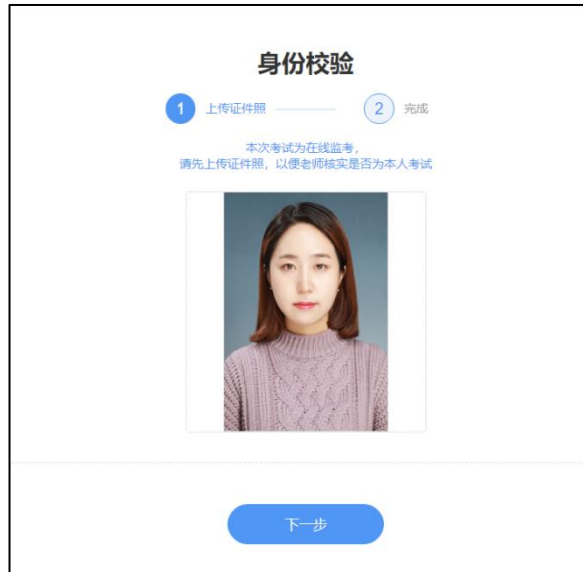 身份校验
1 上传证件照 2 完成
本次考试为在线监考，
请先上传证件照，以便老师核实是否为本人考试
下一步